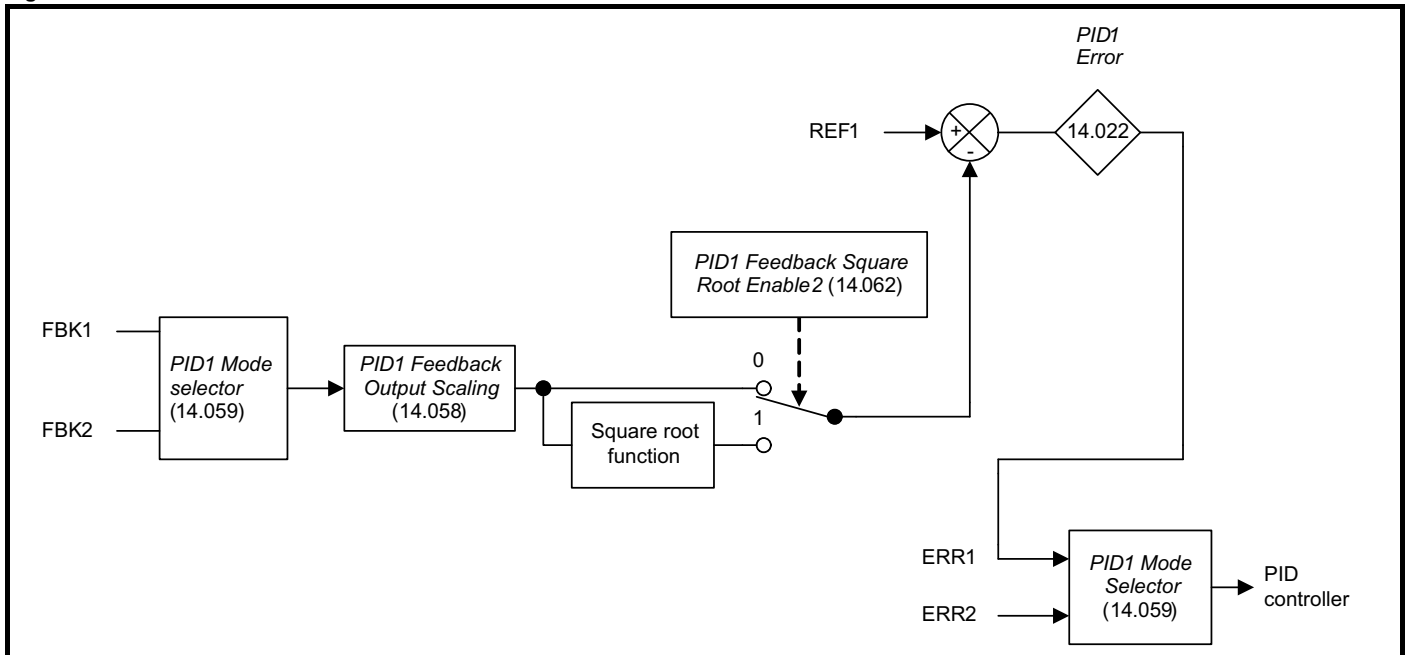 PID1
Error
REF1
+
-
14.022
PID1 Feedback Square
Root Enable2 (14.062)
FBK1
FBK2
PID1 Mode
selector
(14.059)
PID1 Feedback
Output Scaling
(14.058)
0
1
Square root
function
ERR1
ERR2
PID1 Mode
Selector
(14.059)
PID
controller